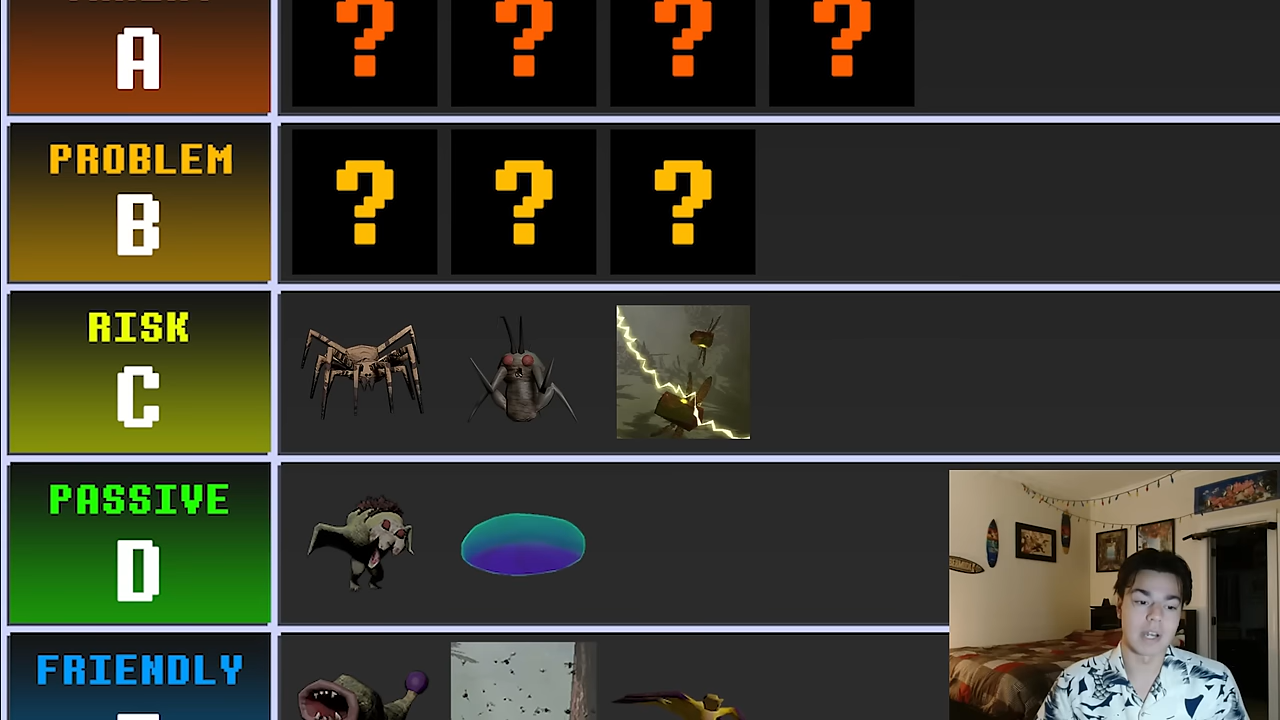 A
? ? ? ?
PROBLEM
B
? ? ?
RISK
C
PASSIVE
D
FRIENDLY